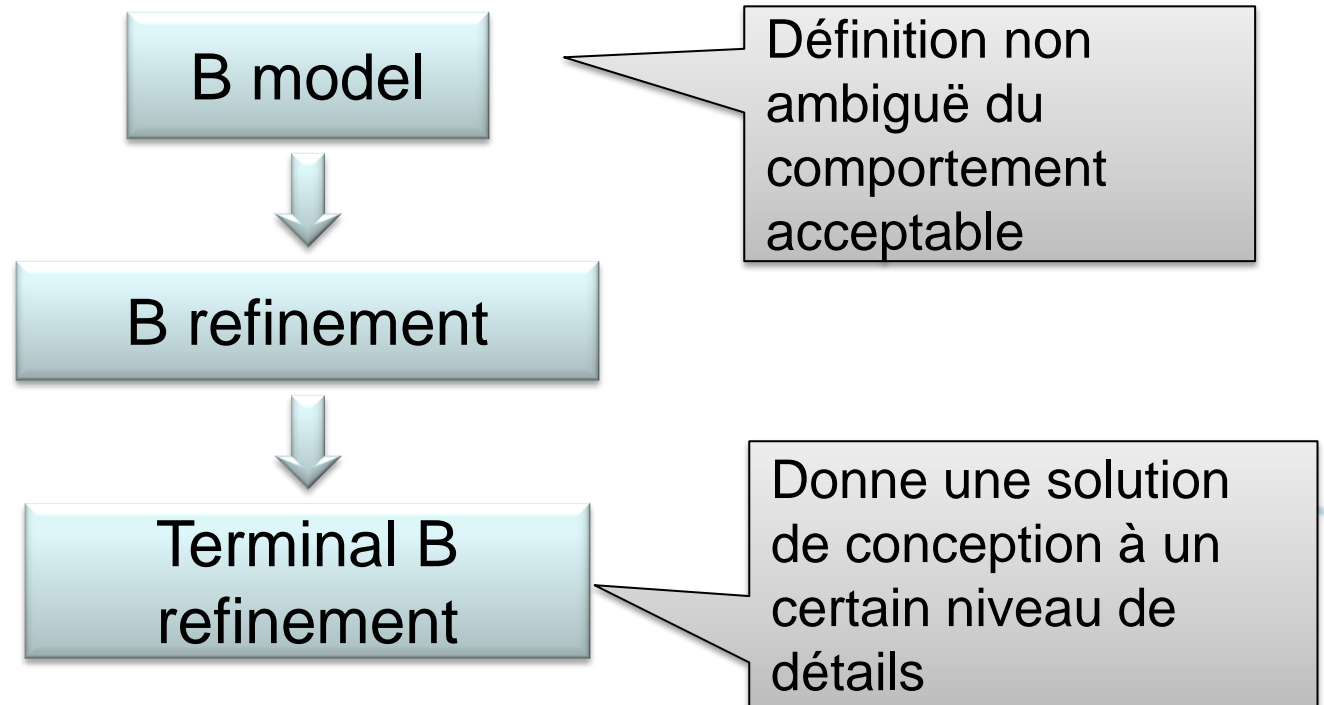 B model
Définition non
ambiguë du
comportement
acceptable
B refinement
Terminal B
refinement
Donne une solution
de conception à un
certain niveau de
détails